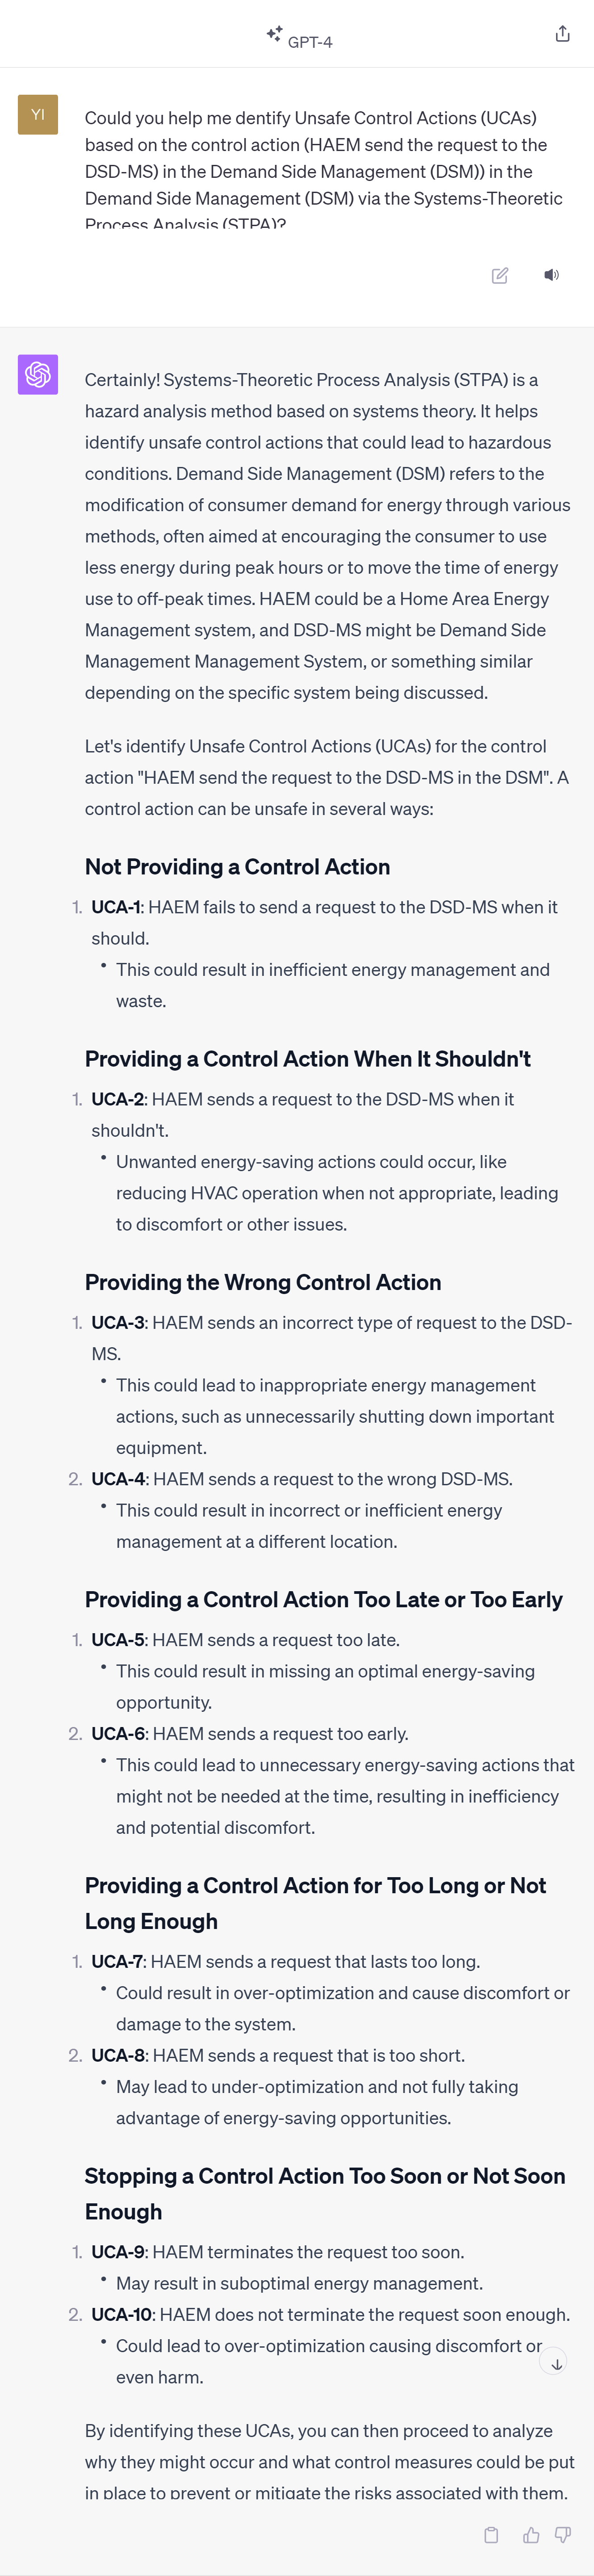 GPT-4
YI
Could you help me dentify Unsafe Control Actions (UCAs)
based on the control action (HAEM send the request to the
DSD-MS) in the Demand Side Management (DSM)) in the
Demand Side Management (DSM) via the Systems-Theoretic
Process Analysis (STPA)?
Certainly! Systems-Theoretic Process Analysis (STPA) is a
hazard analysis method based on systems theory. It helps
identify unsafe control actions that could lead to hazardous
conditions. Demand Side Management (DSM) refers to the
modification of consumer demand for energy through various
methods, often aimed at encouraging the consumer to use
less energy during peak hours or to move the time of energy
use to off-peak times. HAEM could be a Home Area Energy
Management system, and DSD-MS might be Demand Side
Management Management System, or something similar
depending on the specific system being discussed.
Let's identify Unsafe Control Actions (UCAs) for the control
action "HAEM send the request to the DSD-MS in the DSM". A
control action can be unsafe in several ways:
Not Providing a Control Action
1. UCA-1: HAEM fails to send a request to the DSD-MS when it
should.
• This could result in inefficient energy management and
waste.
Providing a Control Action When It Shouldn't
1. UCA-2: HAEM sends a request to the DSD-MS when it
shouldn't.
• Unwanted energy-saving actions could occur, like
reducing HVAC operation when not appropriate, leading
to discomfort or other issues.
Providing the Wrong Control Action
1. UCA-3: HAEM sends an incorrect type of request to the DSD-
MS.
• This could lead to inappropriate energy management
actions, such as unnecessarily shutting down important
equipment.
2. UCA-4: HAEM sends a request to the wrong DSD-MS.
• This could result in incorrect or inefficient energy
management at a different location.
Providing a Control Action Too Late or Too Early
1. UCA-5: HAEM sends a request too late.
• This could result in missing an optimal energy-saving
opportunity.
2. UCA-6: HAEM sends a request too early.
• This could lead to unnecessary energy-saving actions that
might not be needed at the time, resulting in inefficiency
and potential discomfort.
Providing a Control Action for Too Long or Not
Long Enough
1. UCA-7: HAEM sends a request that lasts too long.
• Could result in over-optimization and cause discomfort or
damage to the system.
2. UCA-8: HAEM sends a request that is too short.
• May lead to under-optimization and not fully taking
advantage of energy-saving opportunities.
Stopping a Control Action Too Soon or Not Soon
Enough
1. UCA-9: HAEM terminates the request too soon.
• May result in suboptimal energy management.
2. UCA-10: HAEM does not terminate the request soon enough.
• Could lead to over-optimization causing discomfort or
even harm.
By identifying these UCAs, you can then proceed to analyze
why they might occur and what control measures could be put
in place to prevent or mitigate the risks associated with them.